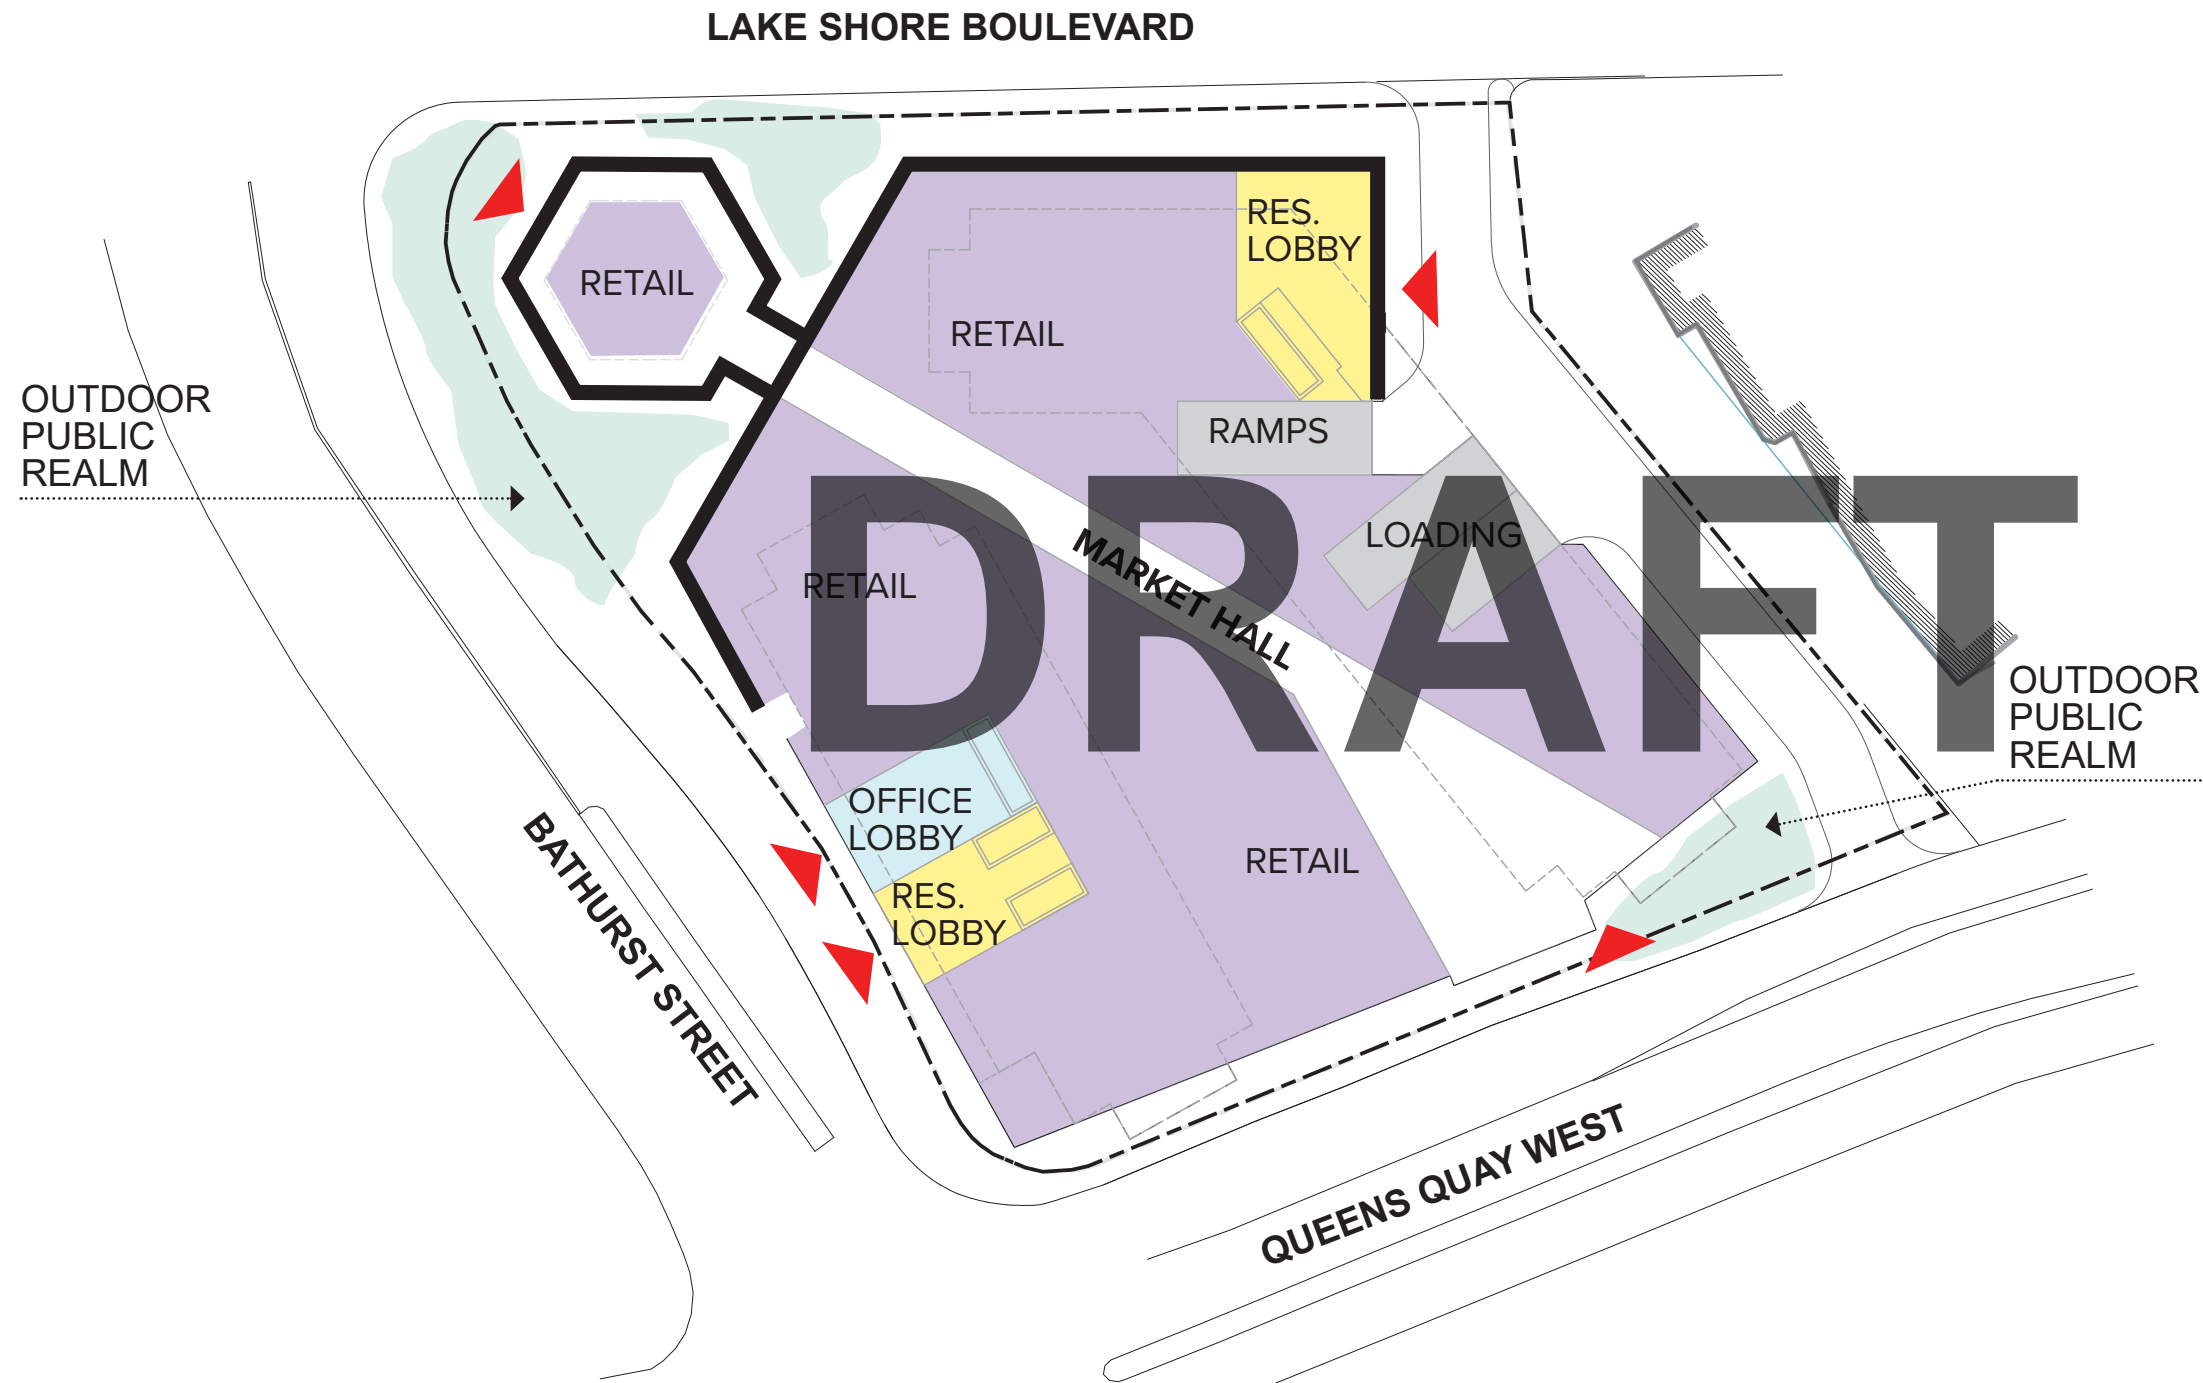 LAKE SHORE BOULEVARD
RES.
LOBBY
RETAIL
RETAIL
OUTDOOR
PUBLIC
REALM
RAMPS
DRAFT
LOADING
MARKET HALL
RETAIL
OUTDOOR
PUBLIC
REALM
OFFICE
LOBBY
RETAIL
RES.
LOBBY
BATHURST STREET
QUEENS QUAY WEST